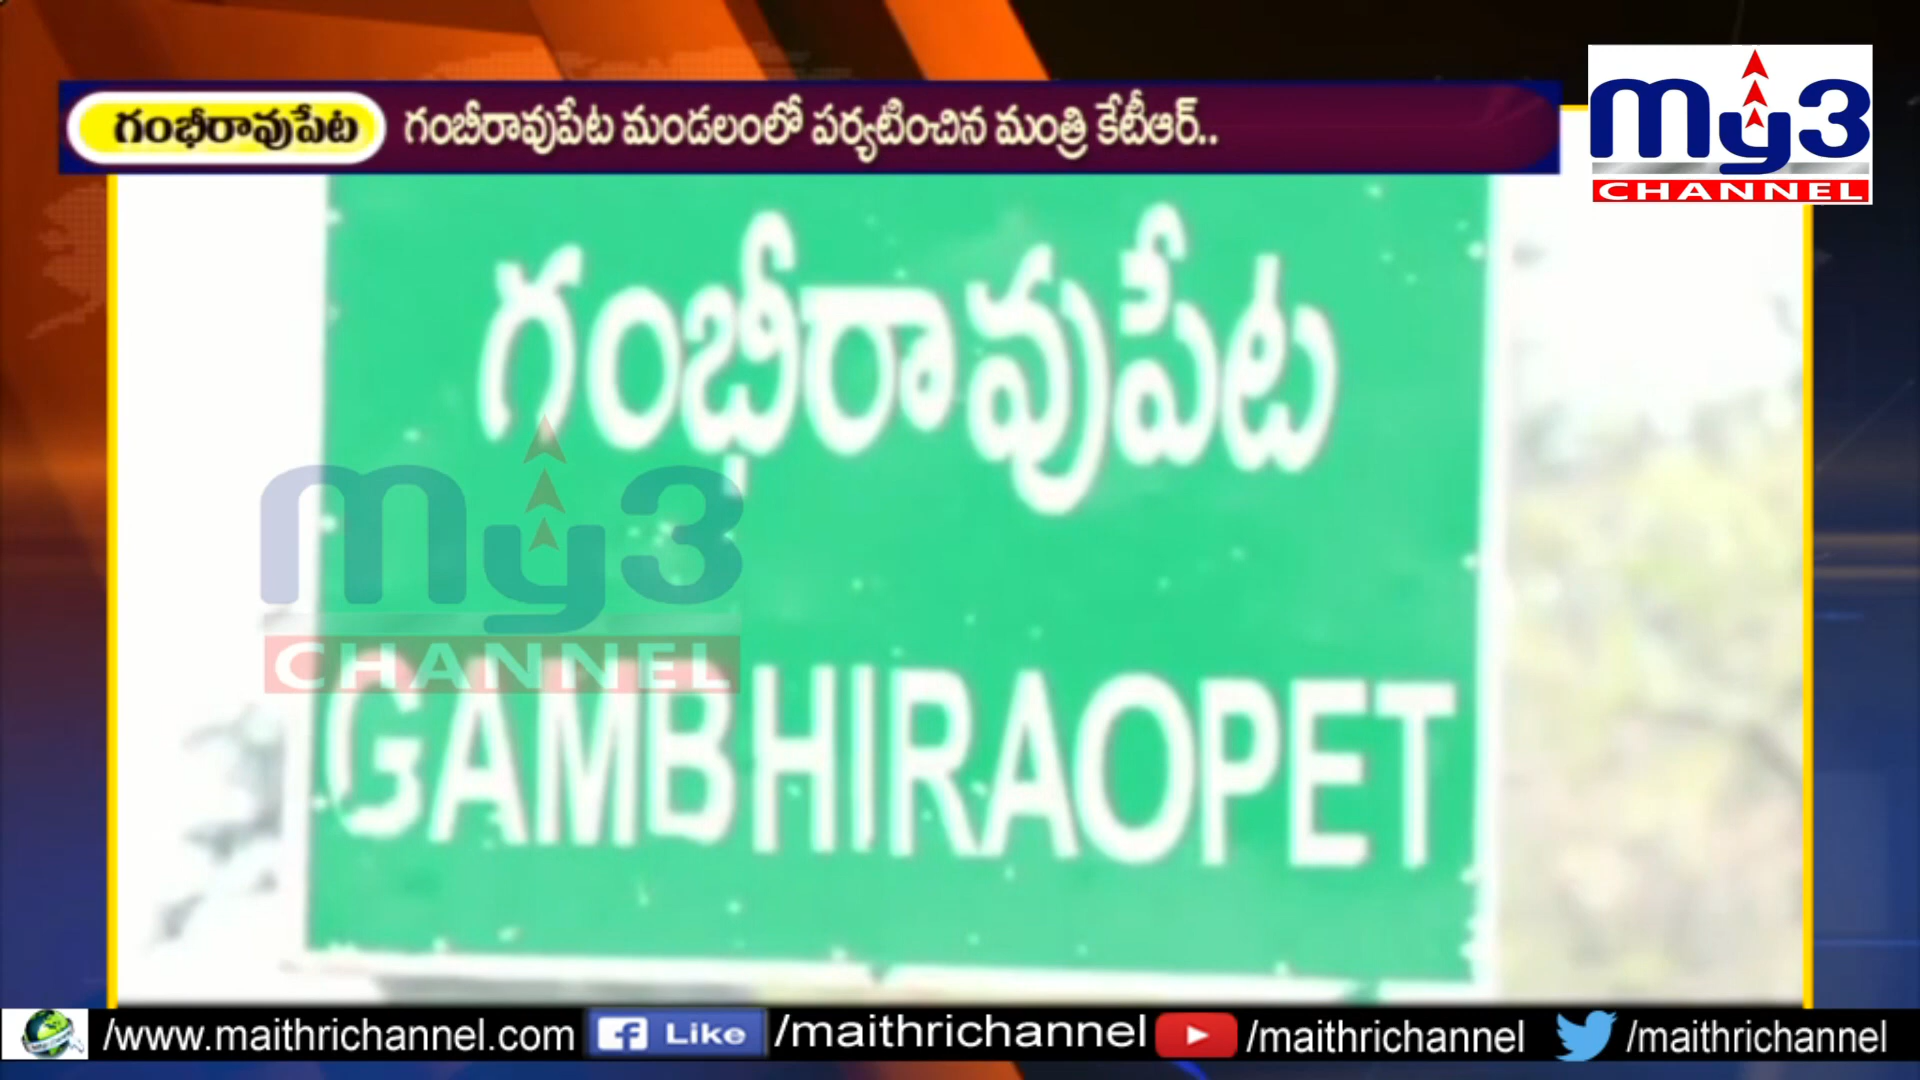 గంభీరావుపేట గంబీరావుపేట మండలంలో పర్యటించిన మంత్రి కేటీఆర్..
my3
CHANNEL
గంభీరావుపేట
my3
CHANNEL
GAMBHIRAOPET
/www.maithrichannel.com Like /maithrichannel /maithrichannel /maithrichannel